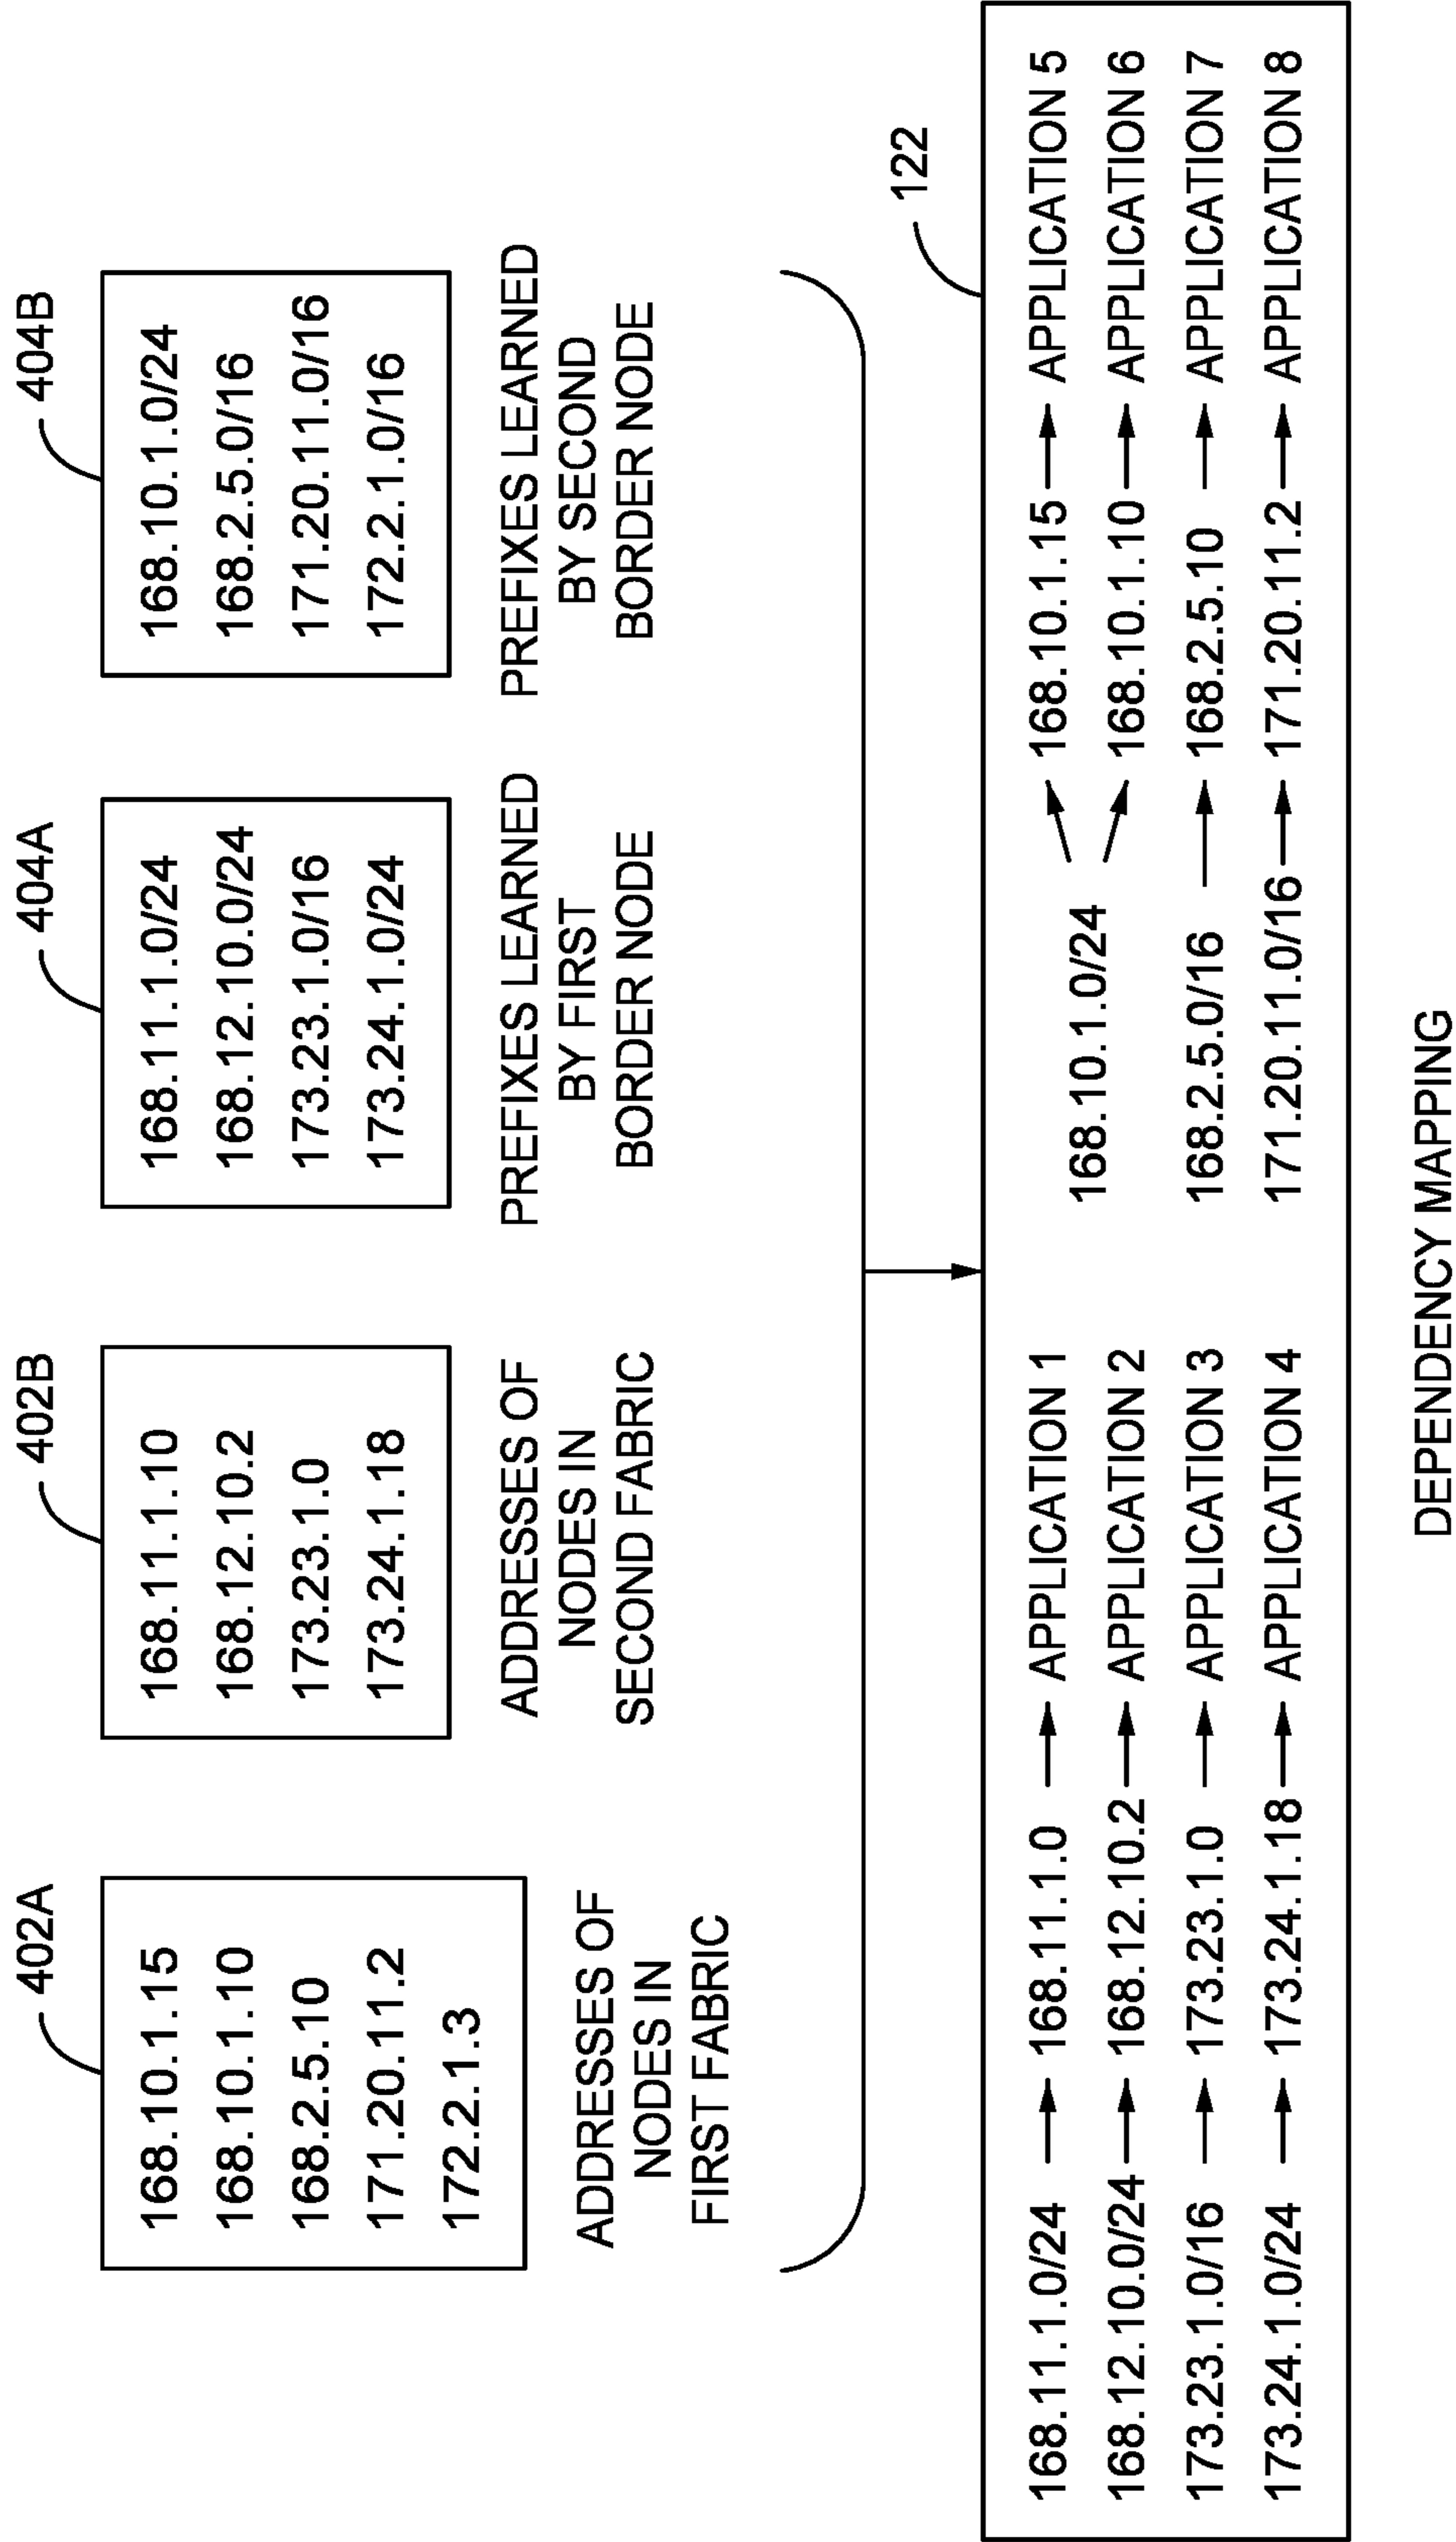 402A
168.10.1.15
168.10.1.10
168.2.5.10
171.20.11.2
172.2.1.3
ADDRESSES OF
NODES IN
FIRST FABRIC
402B
168.11.1.10
168.12.10.2
173.23.1.0
173.24.1.18
ADDRESSES OF
NODES IN
SECOND FABRIC
404A
168.11.1.0/24
168.12.10.0/24
173.23.1.0/16
173.24.1.0/24
PREFIXES LEARNED
BY FIRST
BORDER NODE
404B
168.10.1.0/24
168.2.5.0/16
171.20.11.0/16
172.2.1.0/16
PREFIXES LEARNED
BY SECOND
BORDER NODE
122
168.11.1.0/24 168.11.1.0 APPLICATION 1
168.12.10.0/24 168.12.10.2 APPLICATION 2
173.23.1.0/16 173.23.1.0 APPLICATION 3
173.24.1.0/24 173.24.1.18 APPLICATION 4
168.10.1.0/24
168.10.1.15 APPLICATION 5
168.10.1.10 APPLICATION 6
168.2.5.0/16 168.2.5.10 APPLICATION 7
171.20.11.0/16 171.20.11.2 APPLICATION 8
DEPENDENCY MAPPING